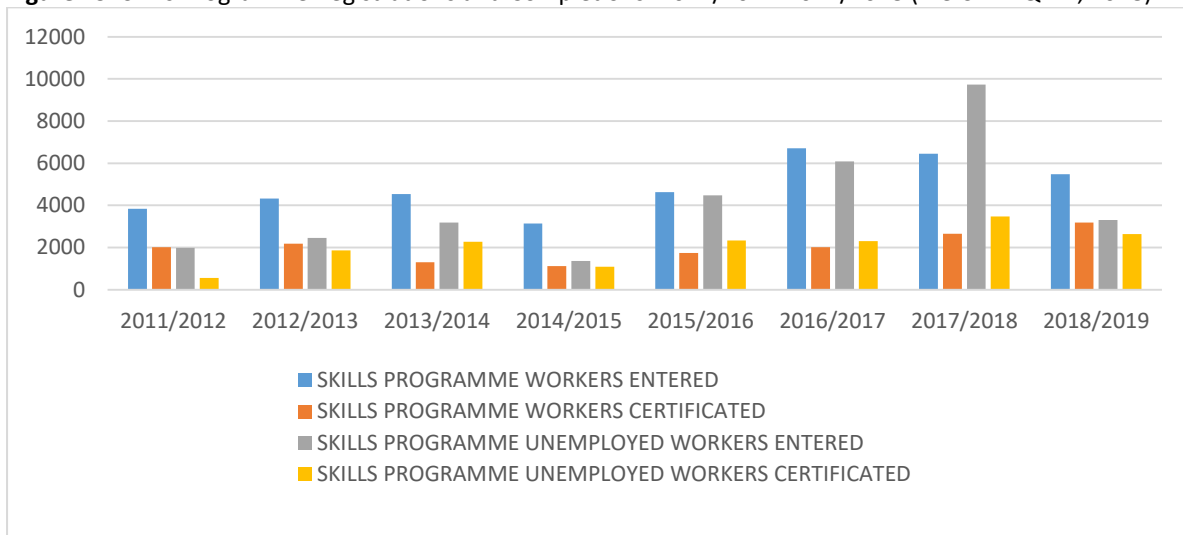 12000
10000
8000
6000
4000
2000
0
2011/2012 2012/2013 2013/2014 2014/2015 2015/2016 2016/2017 2017/2018 2018/2019
SKILLS PROGRAMME WORKERS ENTERED
SKILLS PROGRAMME WORKERS CERTIFICATED
SKILLS PROGRAMME UNEMPLOYED WORKERS ENTERED
SKILLS PROGRAMME UNEMPLOYED WORKERS CERTIFICATED